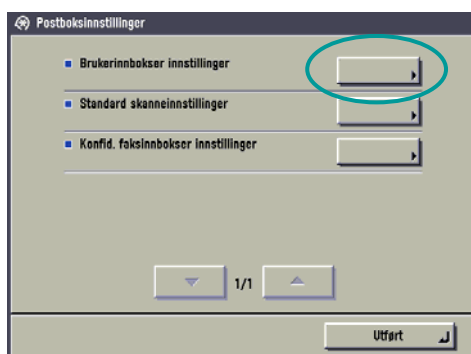 Postboksinnstillinger
Brukerinnbokser innstillinger
Standard skanneinnstillinger
Konfid. faksinnbokser innstillinger
1/1
Utført